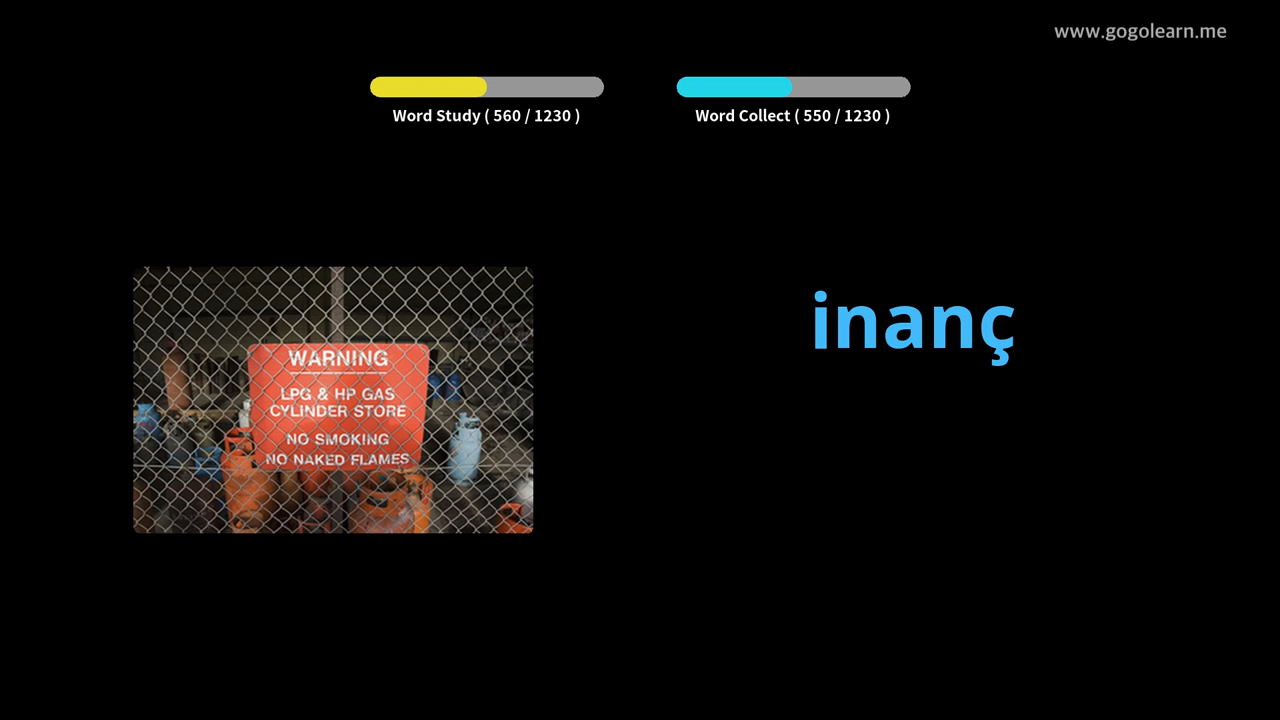 www.gogolearn.me
Word Study ( 560 / 1230 )
Word Collect ( 550 / 1230 )
inanç
WARNING
LPG & HP GAS
CYLINDER STORE
NO SMOKING
NO NAKED FLAMES